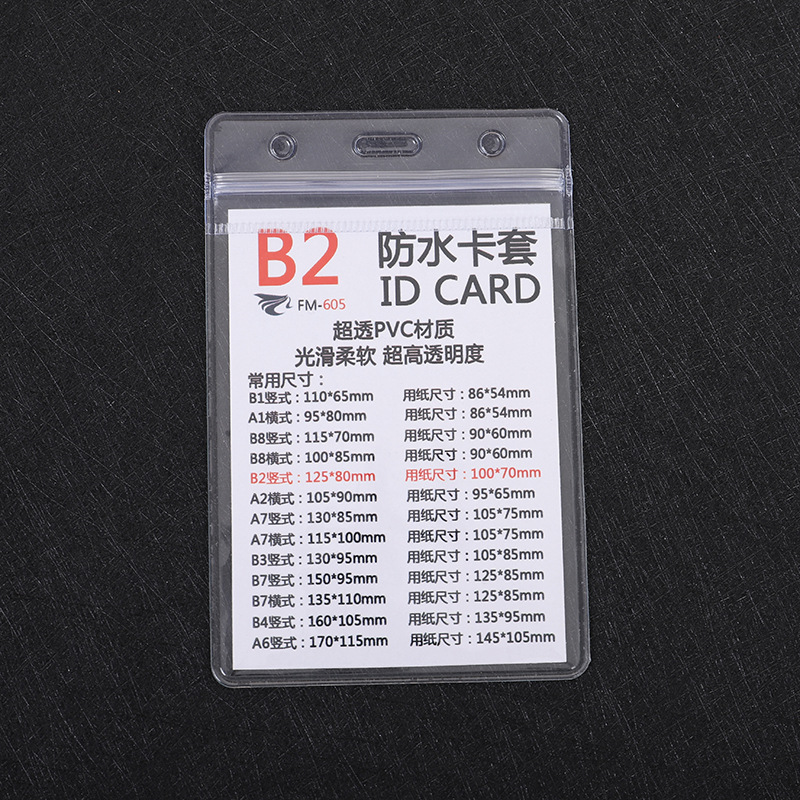 B2
防水卡套
ID CARD
FM-605
超透PVC材质
光滑柔软 超高透明度
常用尺寸：
B1竖式：110*65mm 用纸尺寸：86*54mm
A1横式：95*80mm 用纸尺寸：86*54mm
B8竖式：115*70mm 用纸尺寸：90*60mm
B8横式：100*85mm 用纸尺寸：90*60mm
B2竖式：125*80mm 用纸尺寸：100*70mm
A2横式：105*90mm 用纸尺寸：95*65mm
A7竖式：130*85mm 用纸尺寸：105*75mm
A7横式：115*100mm 用纸尺寸：105*75mm
B3竖式：130*95mm 用纸尺寸：105*85mm
B7竖式：150*95mm 用纸尺寸：125*85mm
B7横式：135*110mm 用纸尺寸：125*85mm
B4竖式：160*105mm 用纸尺寸：135*95mm
A6竖式：170*115mm 用纸尺寸：145*105mm